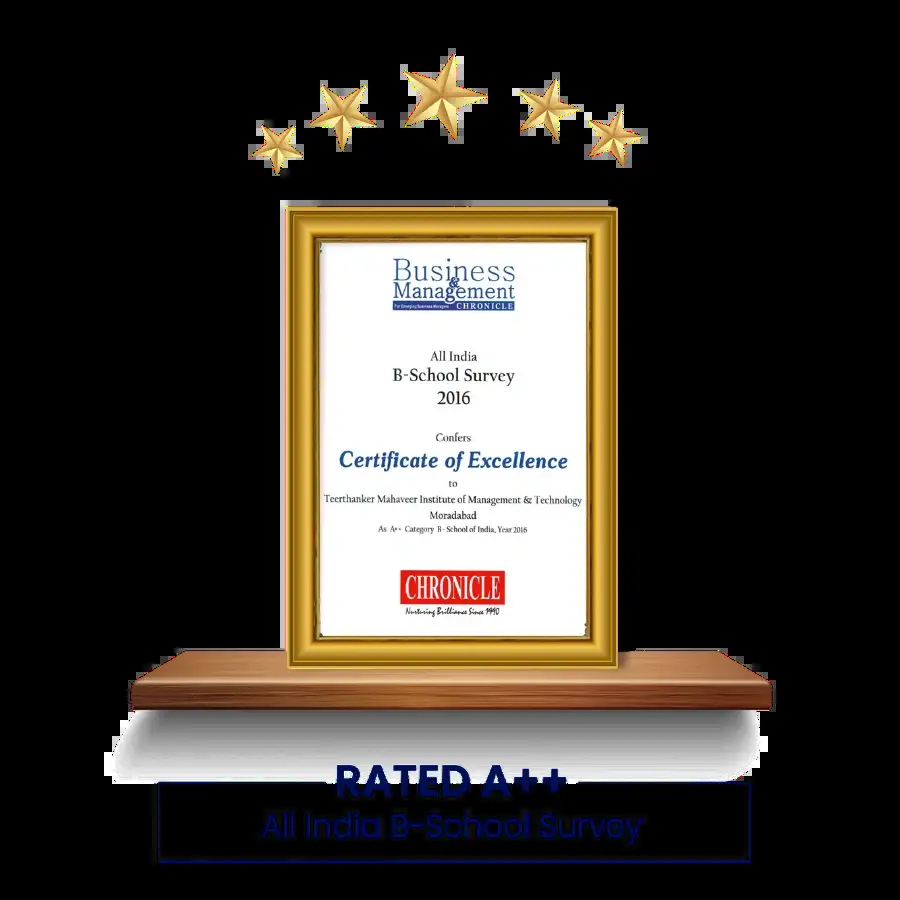 Business
&
Management
For Emerging Business Managers CHRONICLE
All India
B-School Survey
2016
Confers
Certificate of Excellence
to
Teerthanker Mahaveer Institute of Management & Technology
Moradabad
As A++ Category B- School of India, Year 2016
CHRONICLE
Nurturing Brilliance Since 1990
RATED A++
All India B-School Survey